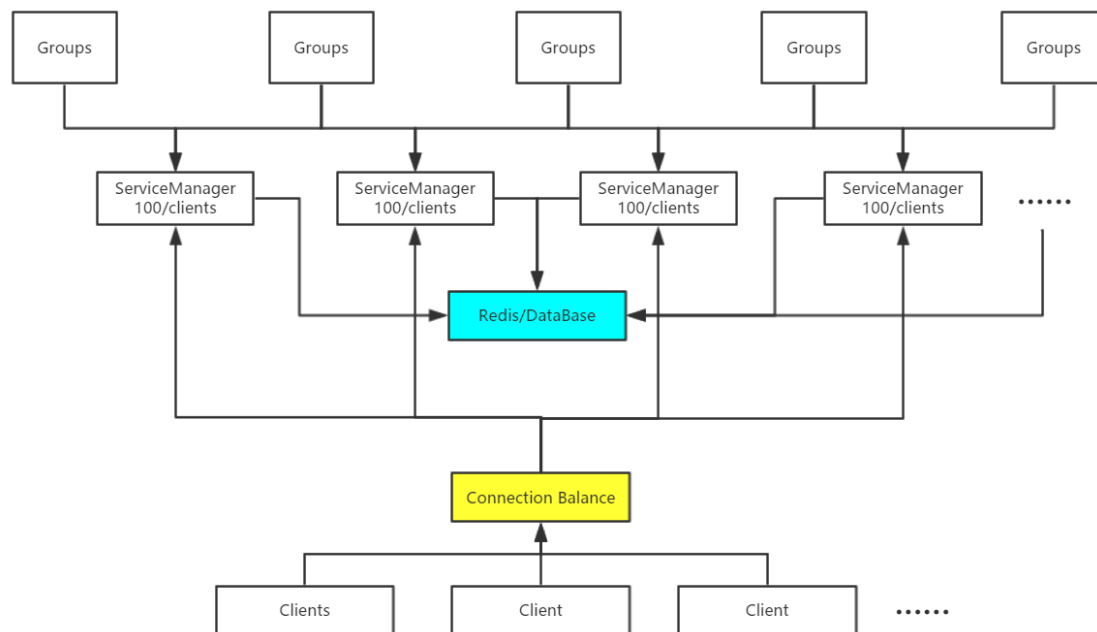 Groups
Groups
Groups
Groups
Groups
ServiceManager
100/clients
ServiceManager
100/clients
ServiceManager
100/clients
ServiceManager
100/clients
......
Redis/DataBase
Connection Balance
Clients
Client
Client
......